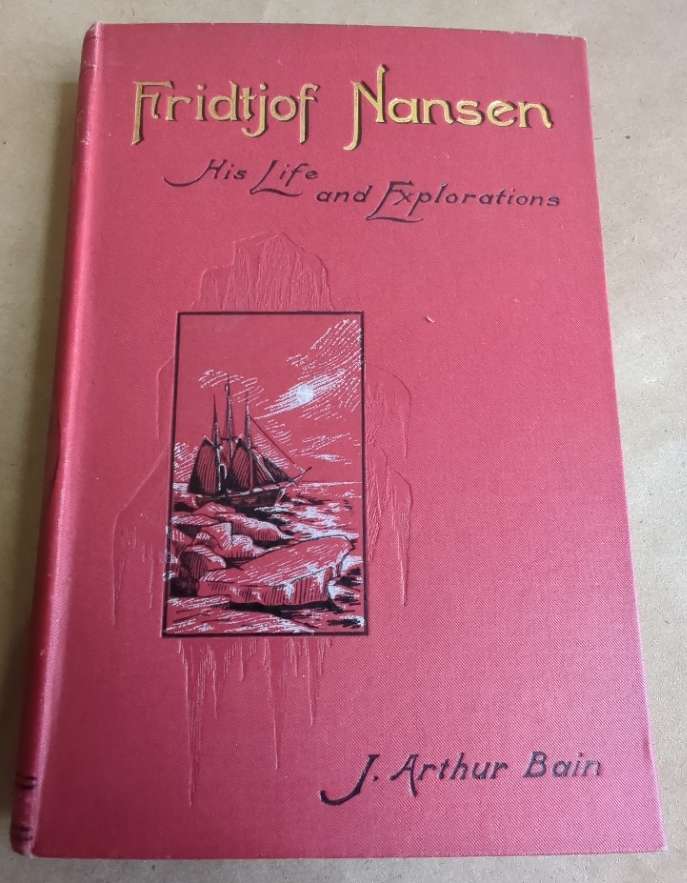 Fridtjof Nansen
His Life
and Explorations
J. Arthur Bain